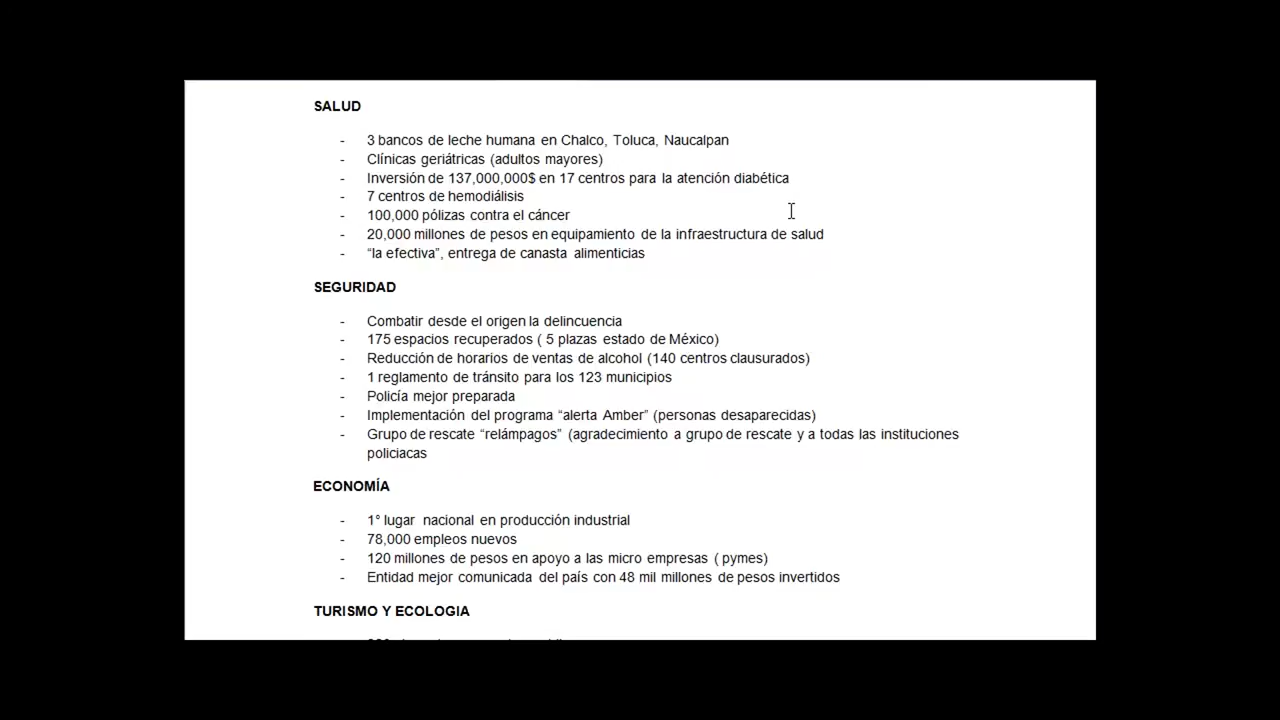 SALUD
- 3 bancos de leche humana en Chalco, Toluca, Naucalpan
- Clínicas geriátricas (adultos mayores)
- Inversión de 137,000,000$ en 17 centros para la atención diabética
- 7 centros de hemodiálisis
- 100,000 pólizas contra el cáncer
- 20,000 millones de pesos en equipamiento de la infraestructura de salud
- “la efectiva”, entrega de canasta alimenticias
SEGURIDAD
- Combatir desde el origen la delincuencia
- 175 espacios recuperados ( 5 plazas estado de México)
- Reducción de horarios de ventas de alcohol (140 centros clausurados)
- 1 reglamento de tránsito para los 123 municipios
- Policía mejor preparada
- Implementación del programa “alerta Amber” (personas desaparecidas)
- Grupo de rescate “relámpagos” (agradecimiento a grupo de rescate y a todas las instituciones
policiacas
ECONOMÍA
- 1° lugar nacional en producción industrial
- 78,000 empleos nuevos
- 120 millones de pesos en apoyo a las micro empresas ( pymes)
- Entidad mejor comunicada del país con 48 mil millones de pesos invertidos
TURISMO Y ECOLOGIA